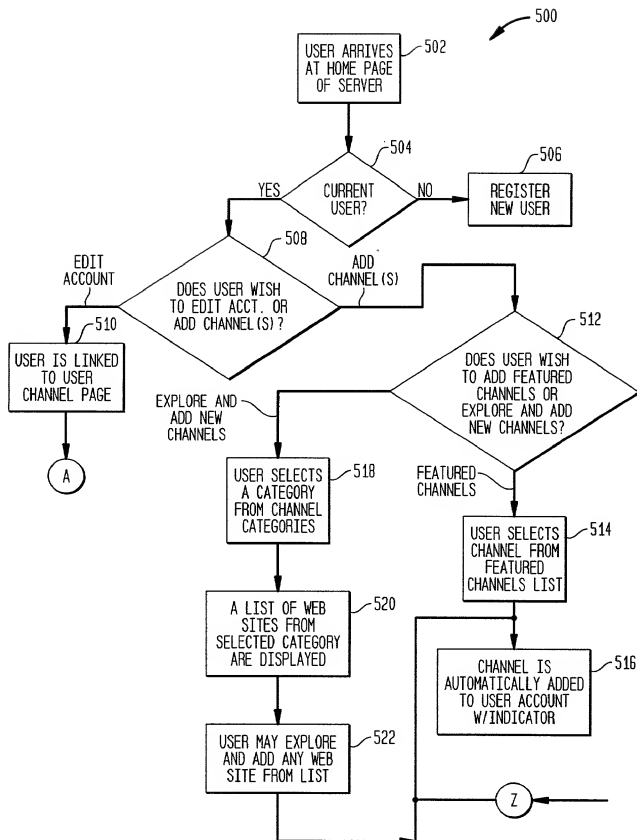 500
USER ARRIVES
AT HOME PAGE
OF SERVER
502
504
CURRENT
USER?
YES
NO
506
REGISTER
NEW USER
508
DOES USER WISH
TO EDIT ACCT. OR
ADD CHANNEL(S)?
EDIT
ACCOUNT
ADD
CHANNEL(S)
510
USER IS LINKED
TO USER
CHANNEL PAGE
A
512
DOES USER WISH
TO ADD FEATURED
CHANNELS OR
EXPLORE AND ADD
NEW CHANNELS?
EXPLORE AND
ADD NEW
CHANNELS
FEATURED
CHANNELS
518
USER SELECTS
A CATEGORY
FROM CHANNEL
CATEGORIES
514
USER SELECTS
CHANNEL FROM
FEATURED
CHANNELS LIST
520
A LIST OF WEB
SITES FROM
SELECTED CATEGORY
ARE DISPLAYED
516
CHANNEL IS
AUTOMATICALLY ADDED
TO USER ACCOUNT
W/INDICATOR
522
USER MAY EXPLORE
AND ADD ANY WEB
SITE FROM LIST
Z